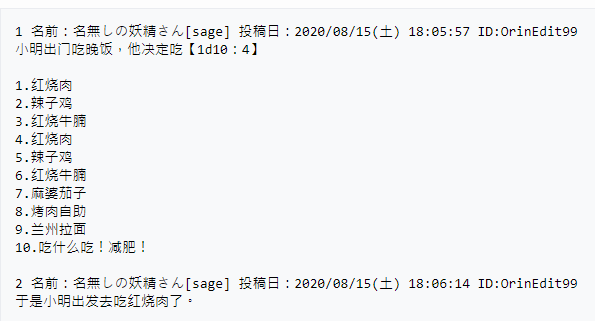 1 名前：名無しの妖精さん[sage] 投稿日：2020/08/15(土) 18:05:57 ID:OrinEdit99
小明出门吃晚饭，他决定吃【1d10：4】
1.红烧肉
2.辣子鸡
3.红烧牛腩
4.红烧肉
5.辣子鸡
6.红烧牛腩
7.麻婆茄子
8.烤肉自助
9.兰州拉面
10.吃什么吃！减肥！
2 名前：名無しの妖精さん[sage] 投稿日：2020/08/15(土) 18:06:14 ID:OrinEdit99
于是小明出发去吃红烧肉了。